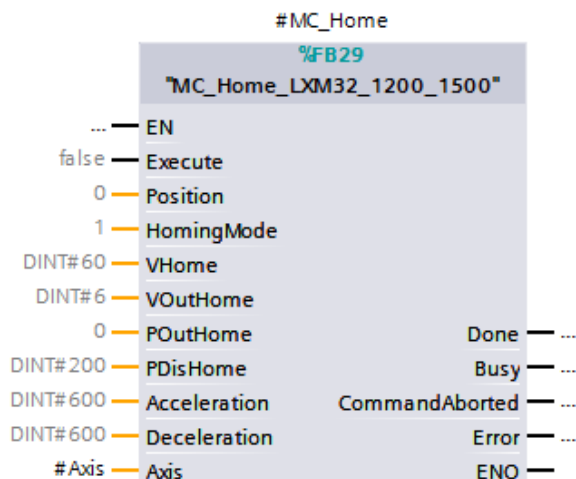 #MC_Home
%FB29
"MC_Home_LXM32_1200_1500"
... EN
false Execute
0 Position
1 HomingMode
DINT#60 VHome
DINT#6 VOutHome
0 POutHome Done ...
DINT#200 PDisHome Busy ...
DINT#600 Acceleration CommandAborted ...
DINT#600 Deceleration Error ...
#Axis Axis ENO